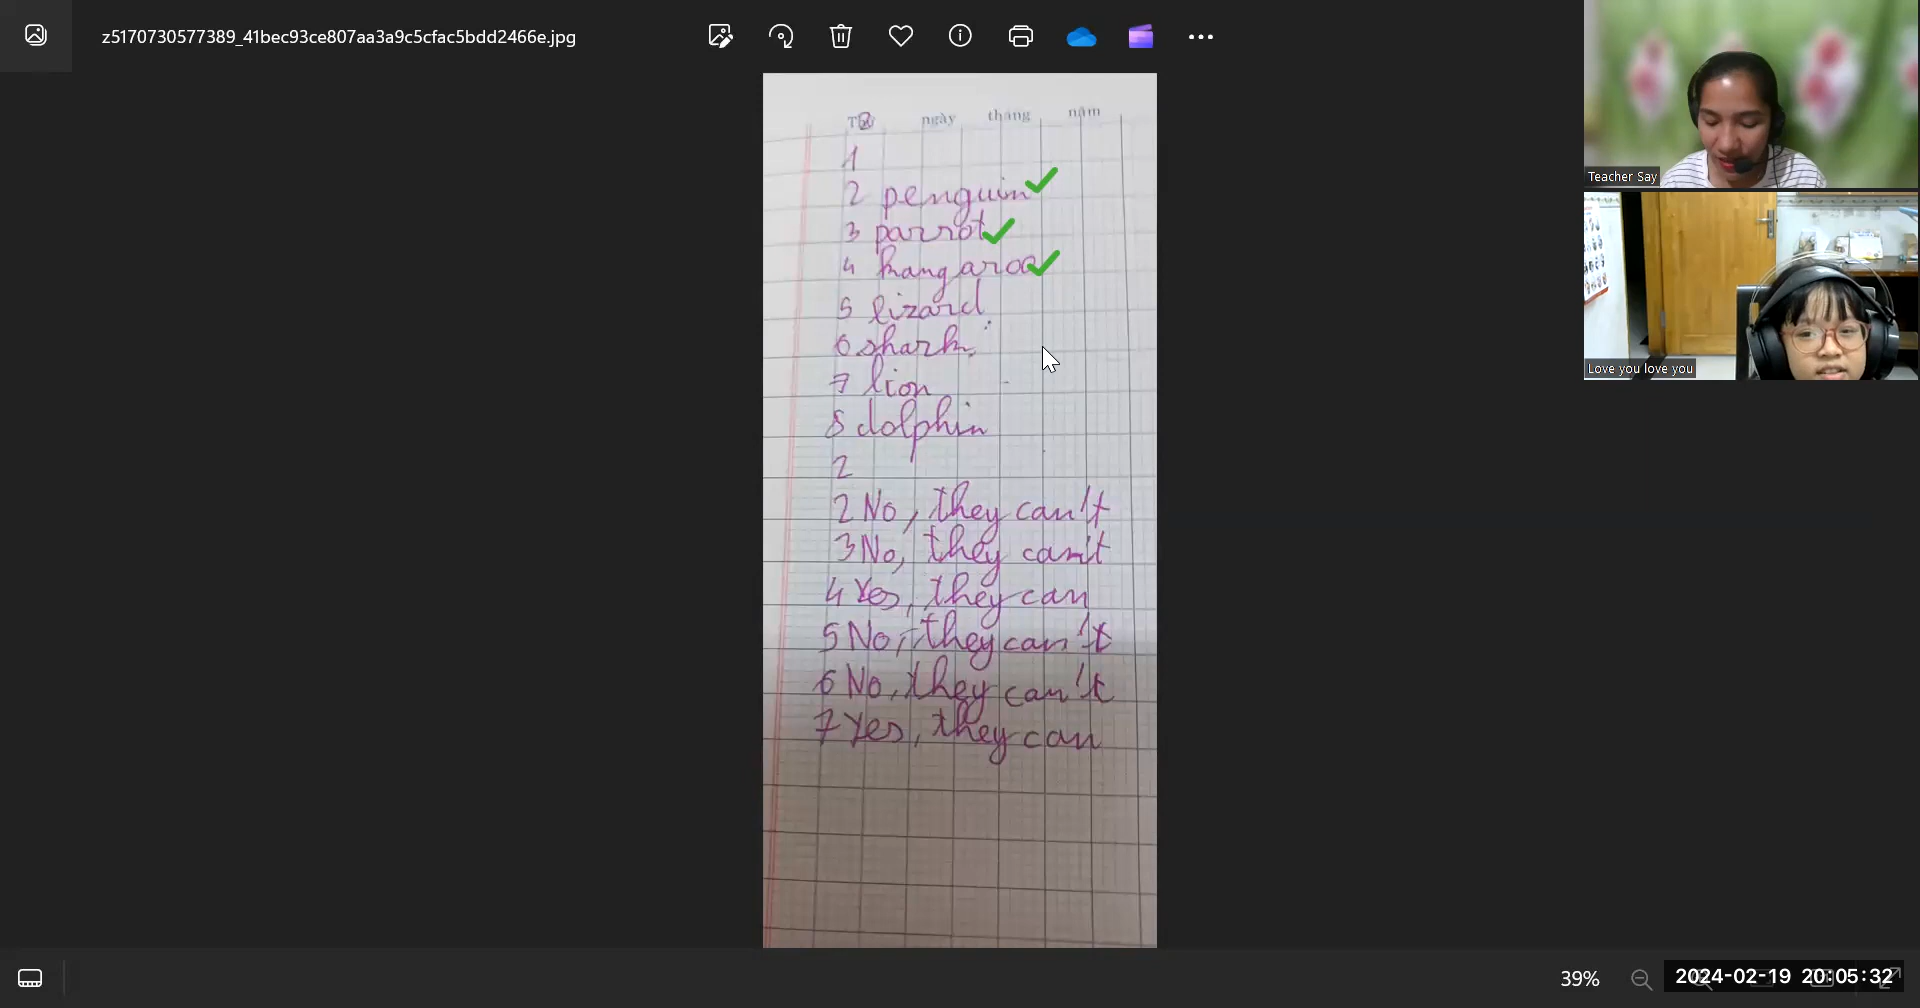 z5170730577389_41bec93ce807aa3a9c5cfac5bdd2466e.jpg
Thứ ngày tháng năm
1
2 penguin
3 parrot
4 kangaroo
5 lizard
6 shark
7 lion
8 dolphin
2
2 No, they can't
3 No, they can't
4 Yes, they can
5 No, they can't
6 No, they can't
7 Yes, they can
Teacher Say
Love you love you
39%
2024-02-19 20:05:32